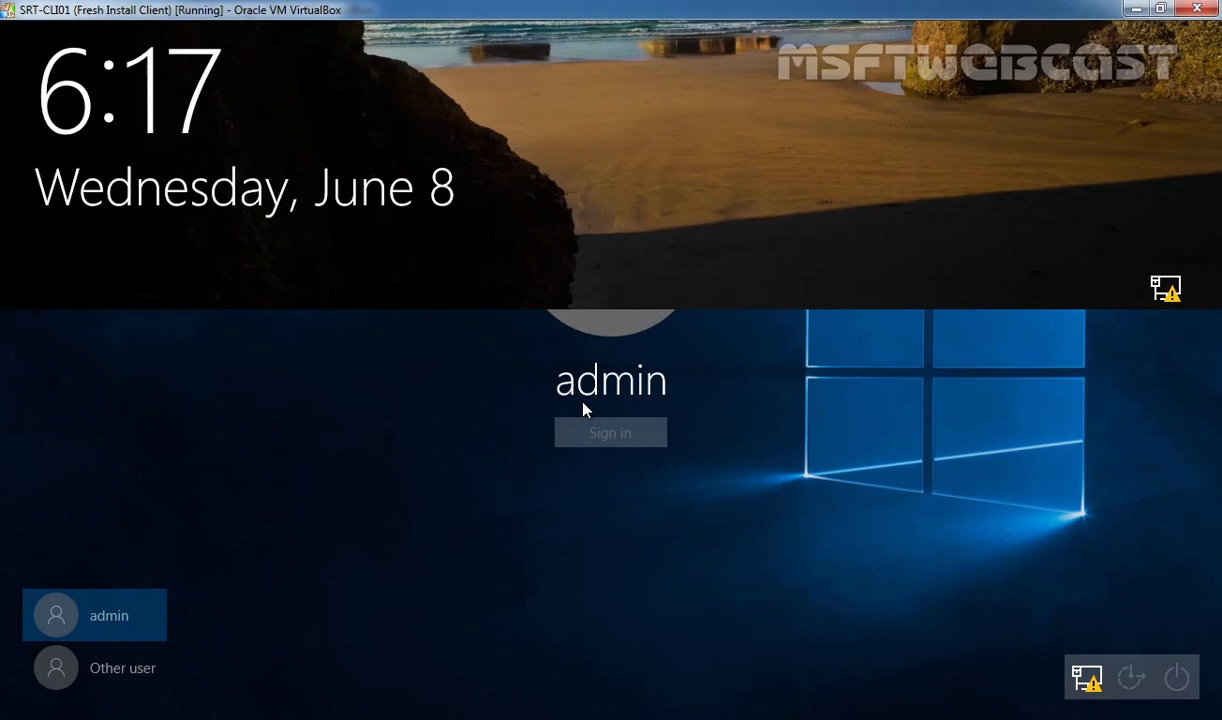 SRT-CLI01 (Fresh Install Client) [Running] - Oracle VM VirtualBox
MSFTWEBCAST
6:17
Wednesday, June 8
admin
Sign in
admin
Other user